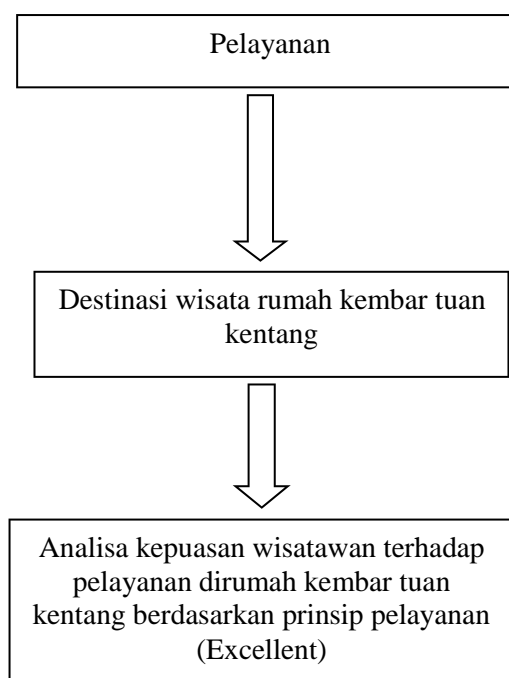 Pelayanan
Destinasi wisata rumah kembar tuan
kentang
Analisa kepuasan wisatawan terhadap
pelayanan dirumah kembar tuan
kentang berdasarkan prinsip pelayanan
(Excellent)